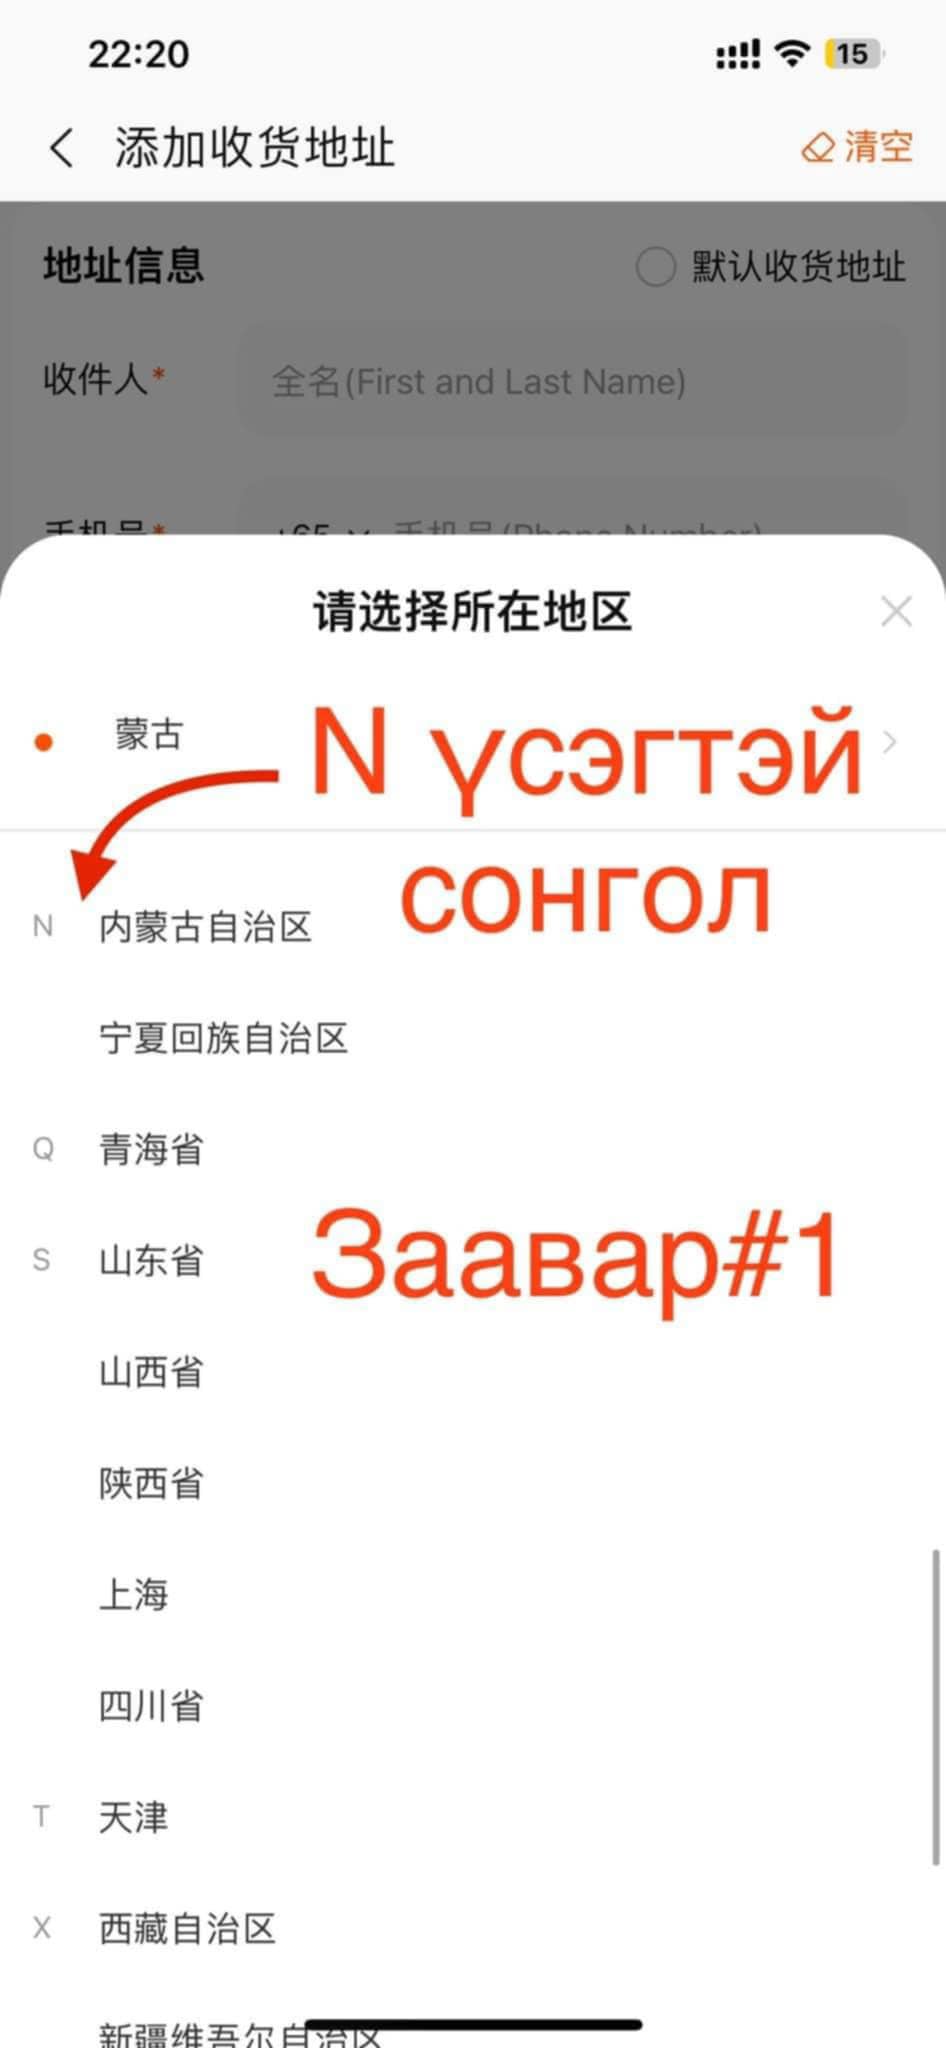 22:20
15
添加收货地址
清空
地址信息
默认收货地址
收件人*
全名(First and Last Name)
手机号*
+65
手机号(Phone Number)
请选择所在地区
蒙古
N үсэгтэй
сонгол
N 内蒙古自治区
宁夏回族自治区
Q 青海省
S 山东省
Заавар#1
山西省
陕西省
上海
四川省
T 天津
X 西藏自治区
新疆维吾尔自治区